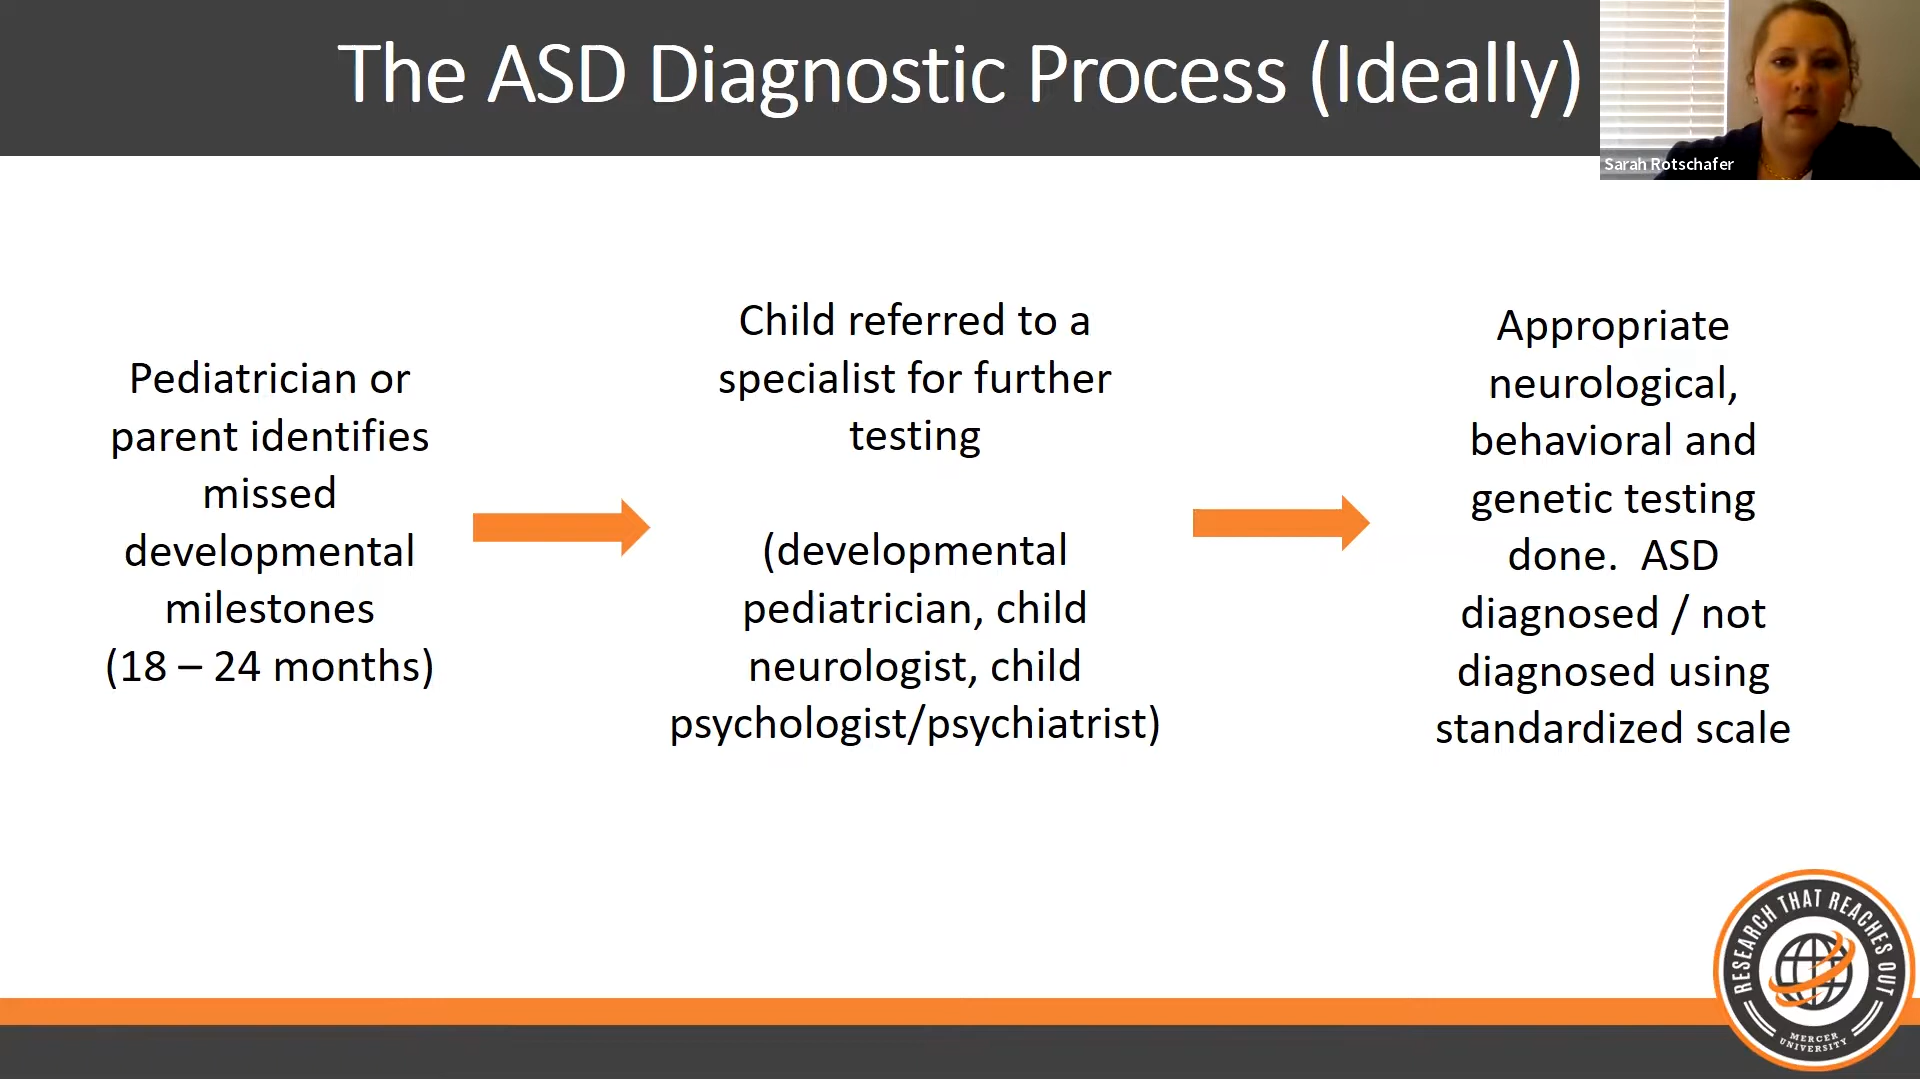 The ASD Diagnostic Process (Ideally)
Sarah Rotschafer
Pediatrician or
parent identifies
missed
developmental
milestones
(18 – 24 months)
Child referred to a
specialist for further
testing
(developmental
pediatrician, child
neurologist, child
psychologist/psychiatrist)
Appropriate
neurological,
behavioral and
genetic testing
done.  ASD
diagnosed / not
diagnosed using
standardized scale
RESEARCH THAT REACHES OUT
MERCER
UNIVERSITY